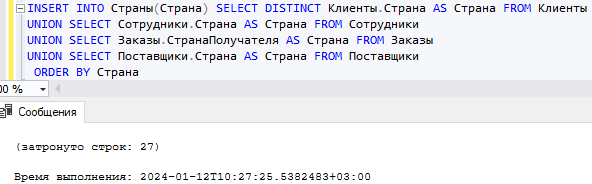 INSERT INTO Страны(Страна) SELECT DISTINCT Клиенты.Страна AS Страна FROM Клиенты
UNION SELECT Сотрудники.Страна AS Страна FROM Сотрудники
UNION SELECT Заказы.СтранаПолучателя AS Страна FROM Заказы
UNION SELECT Поставщики.Страна AS Страна FROM Поставщики
ORDER BY Страна
00 %
Сообщения
(затронуто строк: 27)
Время выполнения: 2024-01-12T10:27:25.5382483+03:00